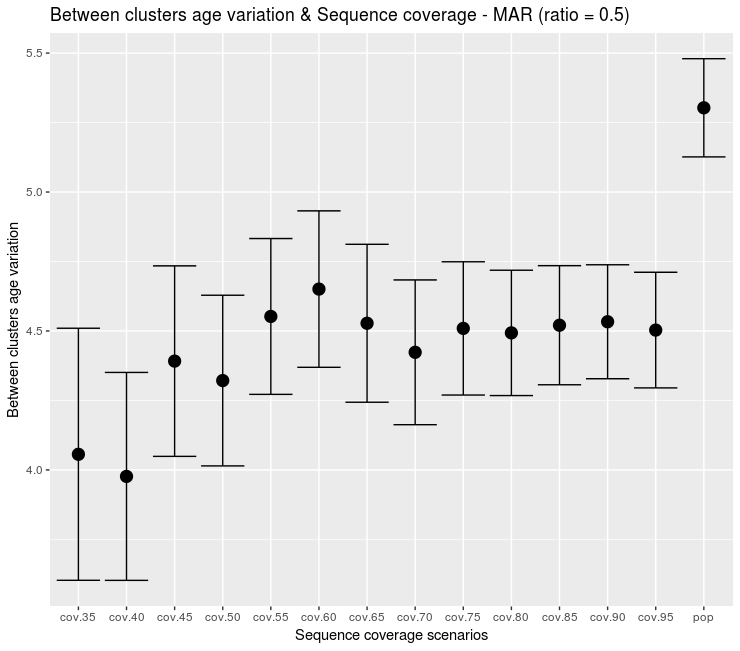 Between clusters age variation & Sequence coverage - MAR (ratio = 0.5)
Between clusters age variation
5.5
5.0
4.5
4.0
cov.35 cov.40 cov.45 cov.50 cov.55 cov.60 cov.65 cov.70 cov.75 cov.80 cov.85 cov.90 cov.95 pop
Sequence coverage scenarios